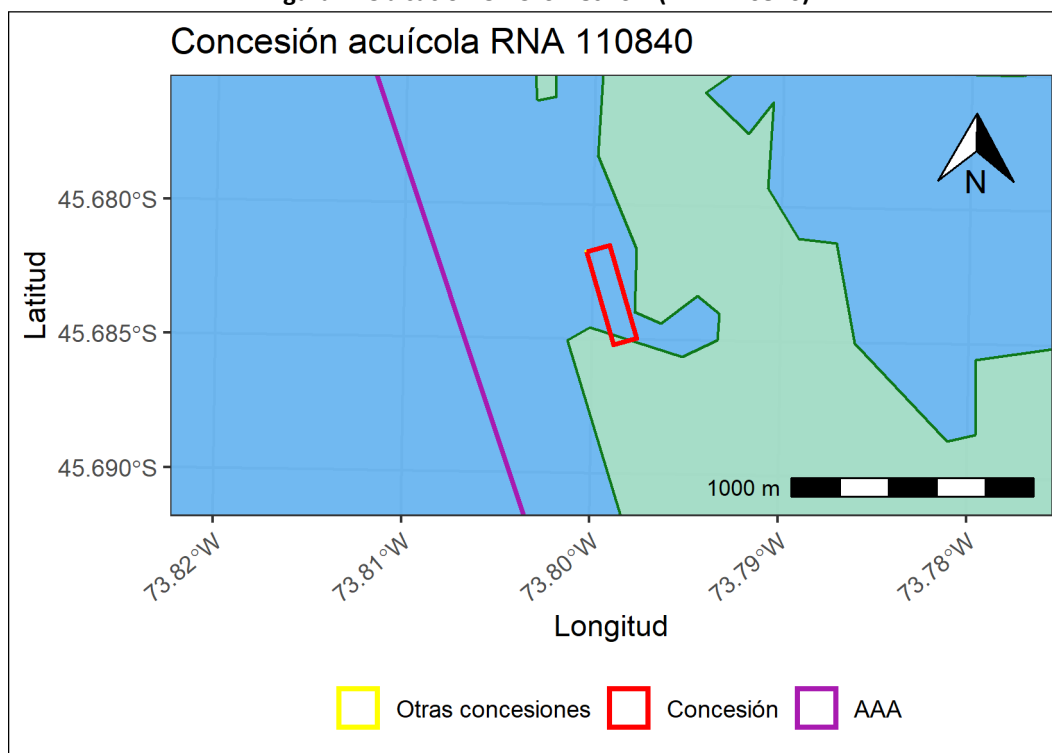 Concesión acuícola RNA 110840
N
45.680°S
45.685°S
45.690°S
Latitud
1000 m
73.82°W
73.81°W
73.80°W
73.79°W
73.78°W
Longitud
Otras concesiones
Concesión
AAA